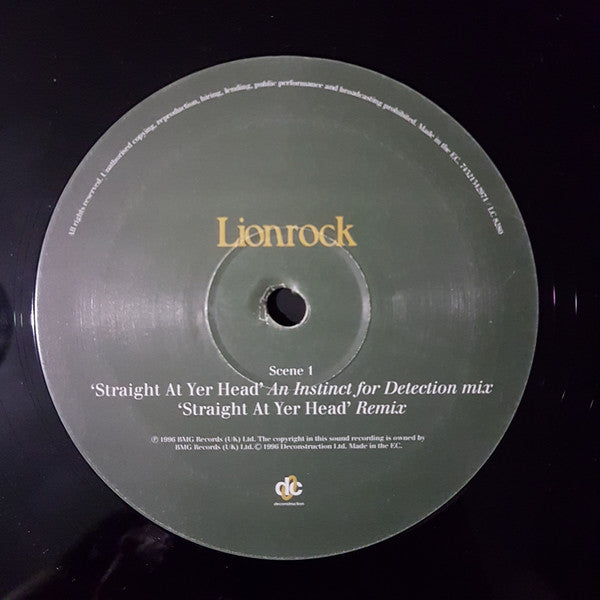 All rights reserved. Unauthorised copying, reproduction, hiring, lending, public performance and broadcasting prohibited. Made in the EC. 74321342071 / LC 8280
Lionrock
Scene 1
‘Straight At Yer Head’ An Instinct for Detection mix
‘Straight At Yer Head’ Remix
℗ 1996 BMG Records (UK) Ltd. The copyright in this sound recording is owned by
BMG Records (UK) Ltd. © 1996 Deconstruction Ltd. Made in the EC.
dc
deconstruction